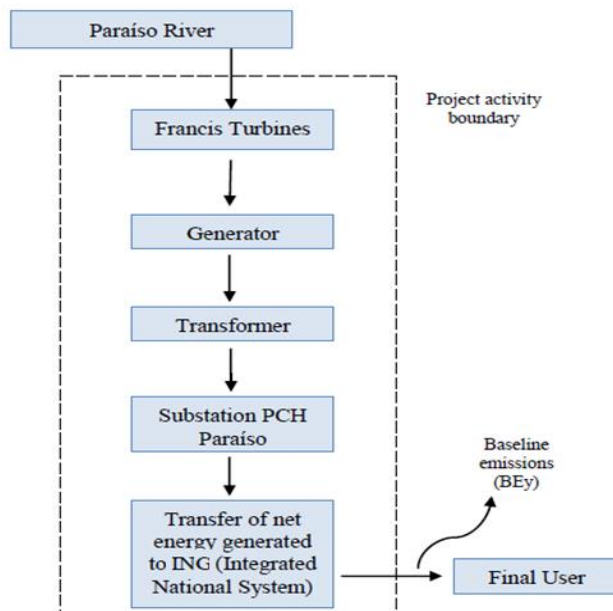 Paraíso River
Project activity
boundary
Francis Turbines
Generator
Transformer
Substation PCH
Paraíso
Transfer of net
energy generated
to ING (Integrated
National System)
Baseline
emissions
(BEy)
Final User